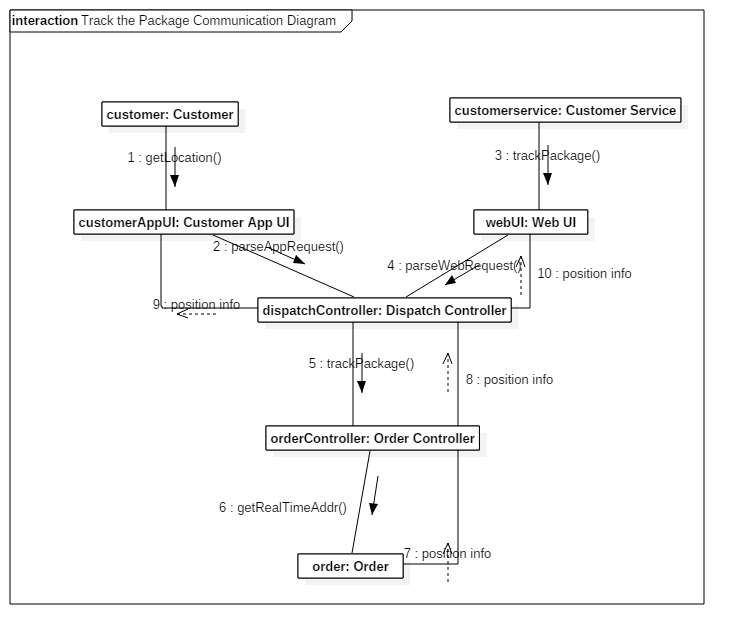 interaction Track the Package Communication Diagram
customer: Customer
customerservice: Customer Service
1 : getLocation()
3 : trackPackage()
customerAppUI: Customer App UI
webUI: Web UI
2 : parseAppRequest()
4 : parseWebRequest()
10 : position info
9 : position info
dispatchController: Dispatch Controller
5 : trackPackage()
8 : position info
orderController: Order Controller
6 : getRealTimeAddr()
7 : position info
order: Order